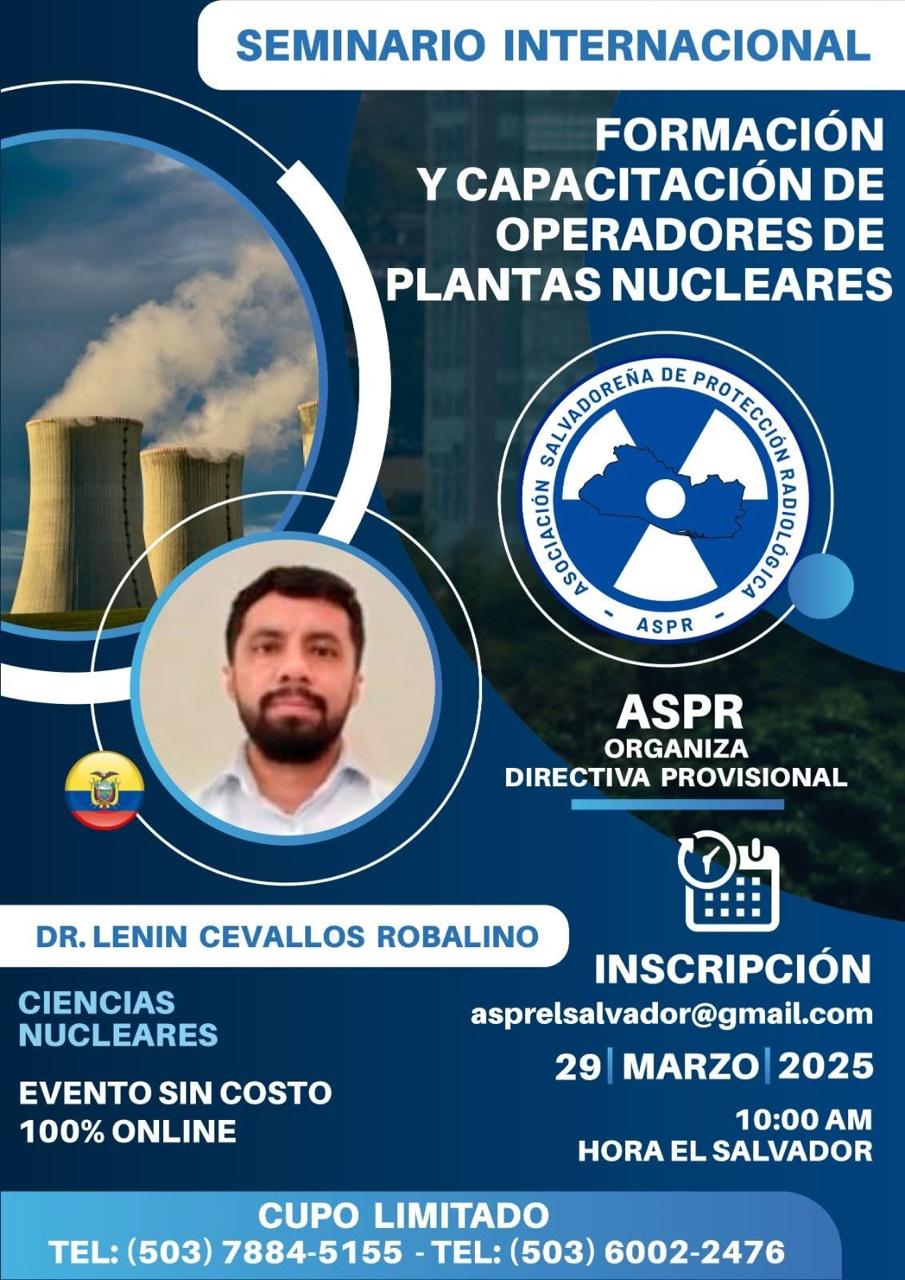 SEMINARIO INTERNACIONAL
FORMACIÓN
Y CAPACITACIÓN DE
OPERADORES DE
PLANTAS NUCLEARES
ASOCIACIÓN SALVADOREÑA DE PROTECCIÓN RADIOLÓGICA
- ASPR -
ASPR
ORGANIZA
DIRECTIVA PROVISIONAL
DR. LENIN CEVALLOS ROBALINO
CIENCIAS
NUCLEARES
EVENTO SIN COSTO
100% ONLINE
INSCRIPCIÓN
asprelsalvador@gmail.com
29|MARZO|2025
10:00 AM
HORA EL SALVADOR
CUPO LIMITADO
TEL: (503) 7884-5155 - TEL: (503) 6002-2476